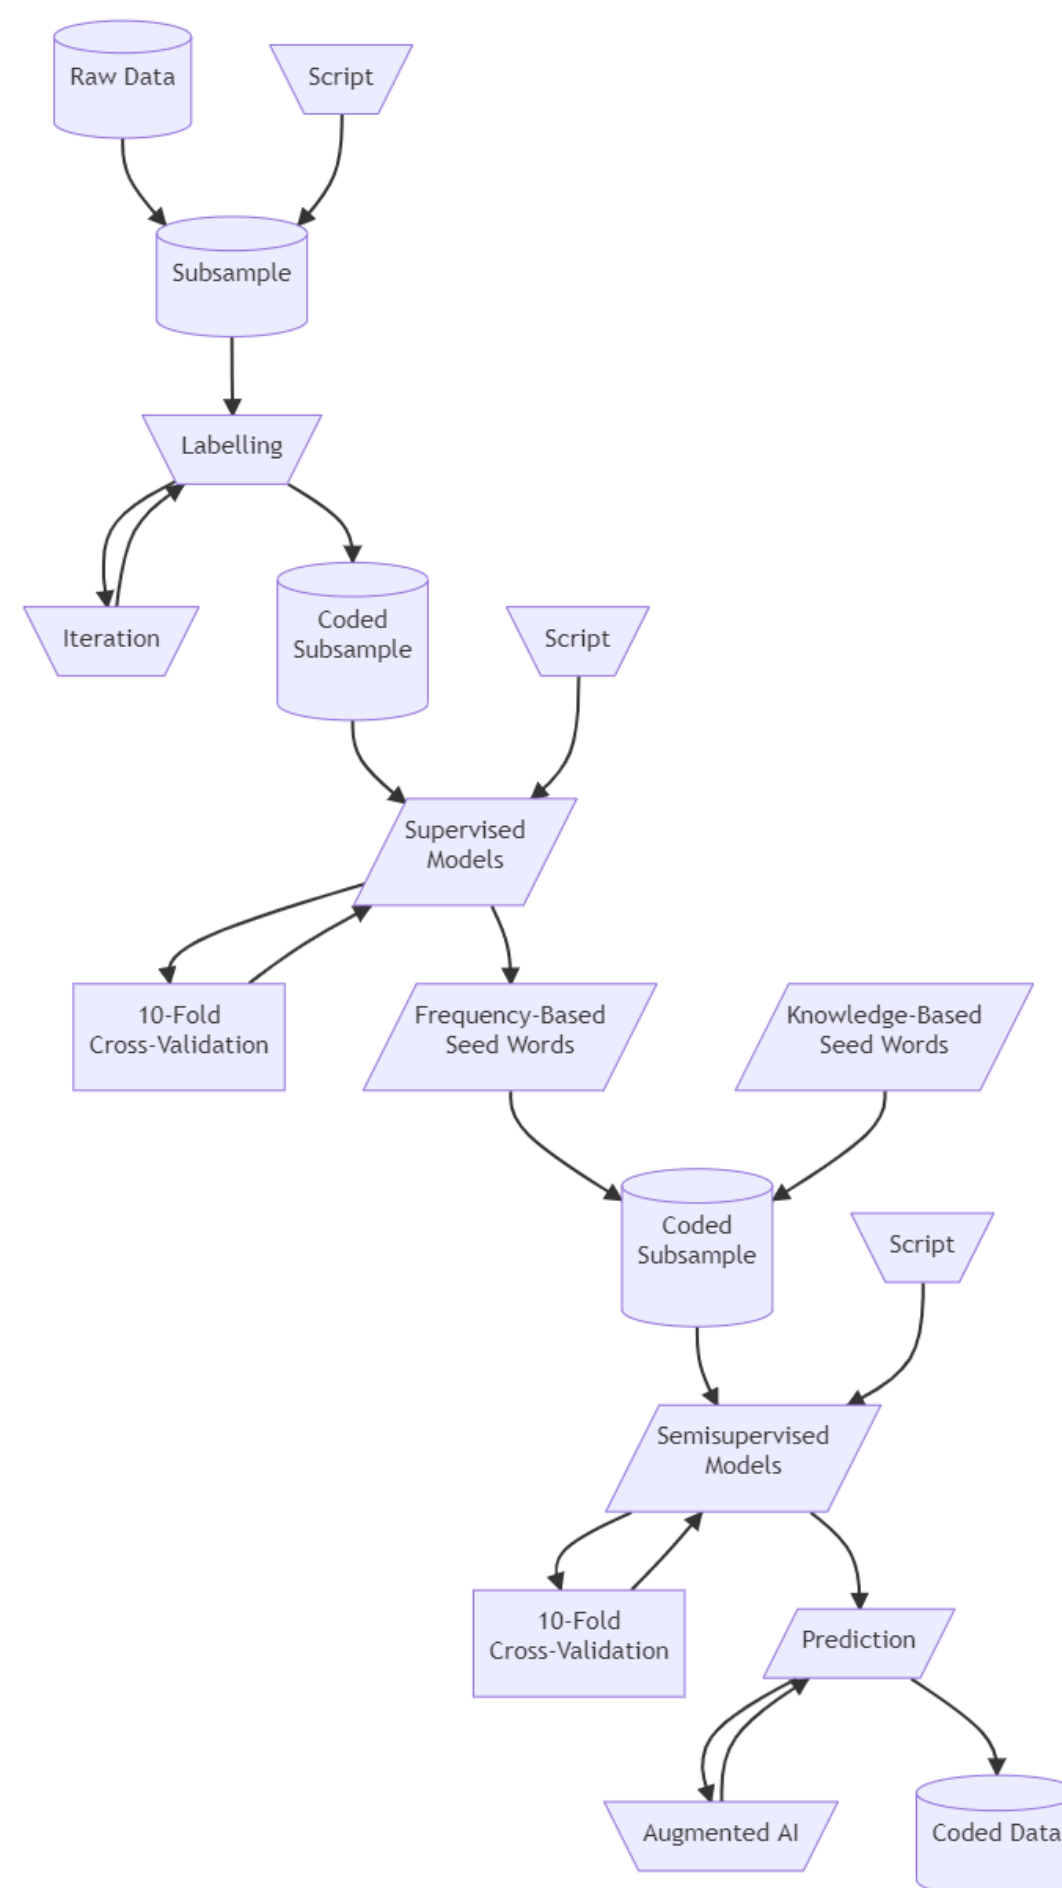 Raw Data
Script
Subsample
Labelling
Iteration
Coded
Subsample
Script
Supervised
Models
10-Fold
Cross-Validation
Frequency-Based
Seed Words
Knowledge-Based
Seed Words
Coded
Subsample
Script
Semisupervised
Models
10-Fold
Cross-Validation
Prediction
Augmented AI
Coded Data